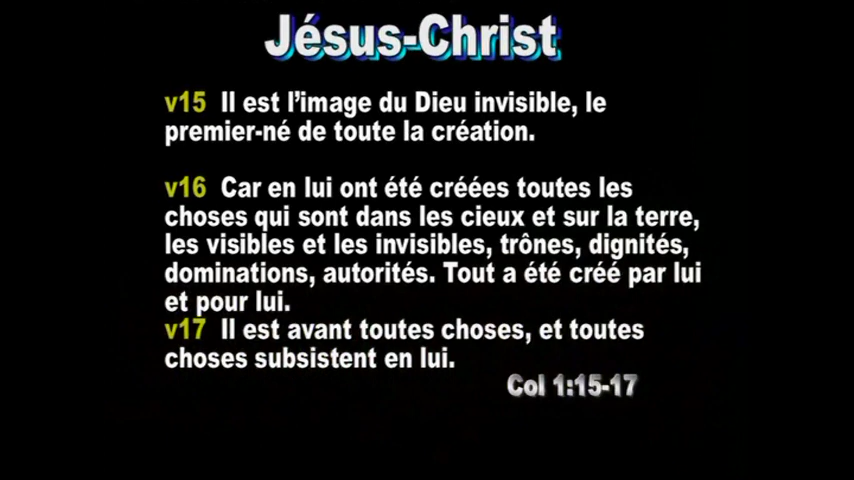 Jésus-Christ
v15 Il est l’image du Dieu invisible, le
premier-né de toute la création.
v16 Car en lui ont été créées toutes les
choses qui sont dans les cieux et sur la terre,
les visibles et les invisibles, trônes, dignités,
dominations, autorités. Tout a été créé par lui
et pour lui.
v17 Il est avant toutes choses, et toutes
choses subsistent en lui.
Col 1:15-17